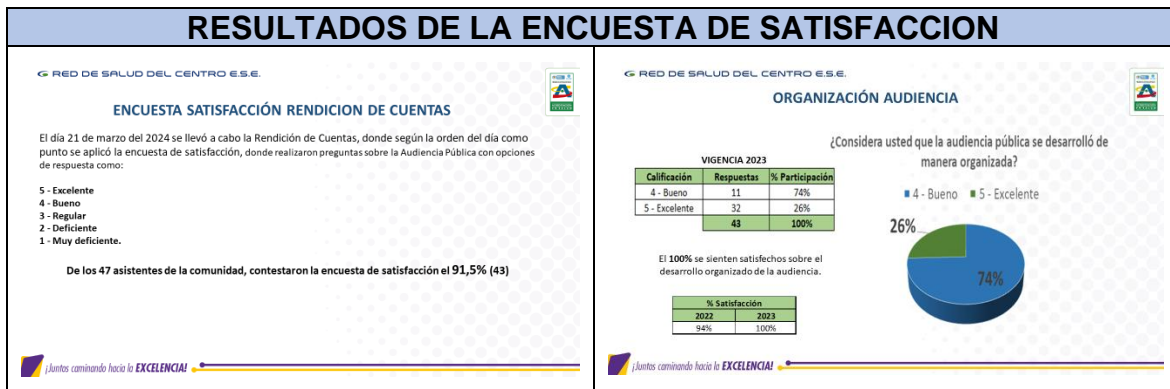 RESULTADOS DE LA ENCUESTA DE SATISFACCION
RED DE SALUD DEL CENTRO E.S.E.
ENCUESTA SATISFACCIÓN RENDICION DE CUENTAS
El día 21 de marzo del 2024 se llevó a cabo la Rendición de Cuentas, donde según la orden del día como
punto se aplicó la encuesta de satisfacción, donde realizaron preguntas sobre la Audiencia Pública con opciones
de respuesta como:
5 - Excelente
4 - Bueno
3 - Regular
2 - Deficiente
1 - Muy deficiente.
De los 47 asistentes de la comunidad, contestaron la encuesta de satisfacción el 91,5% (43)
¡Juntos caminando hacia la EXCELENCIA!
RED DE SALUD DEL CENTRO E.S.E.
ORGANIZACIÓN AUDIENCIA
VIGENCIA 2023
Calificación Respuestas % Participación
4 - Bueno 11 74%
5 - Excelente 32 26%
43 100%
El 100% se sienten satisfechos sobre el
desarrollo organizado de la audiencia.
% Satisfacción
2022 2023
94% 100%
¿Considera usted que la audiencia pública se desarrolló de
manera organizada?
4 - Bueno 5 - Excelente
26%
74%
¡Juntos caminando hacia la EXCELENCIA!